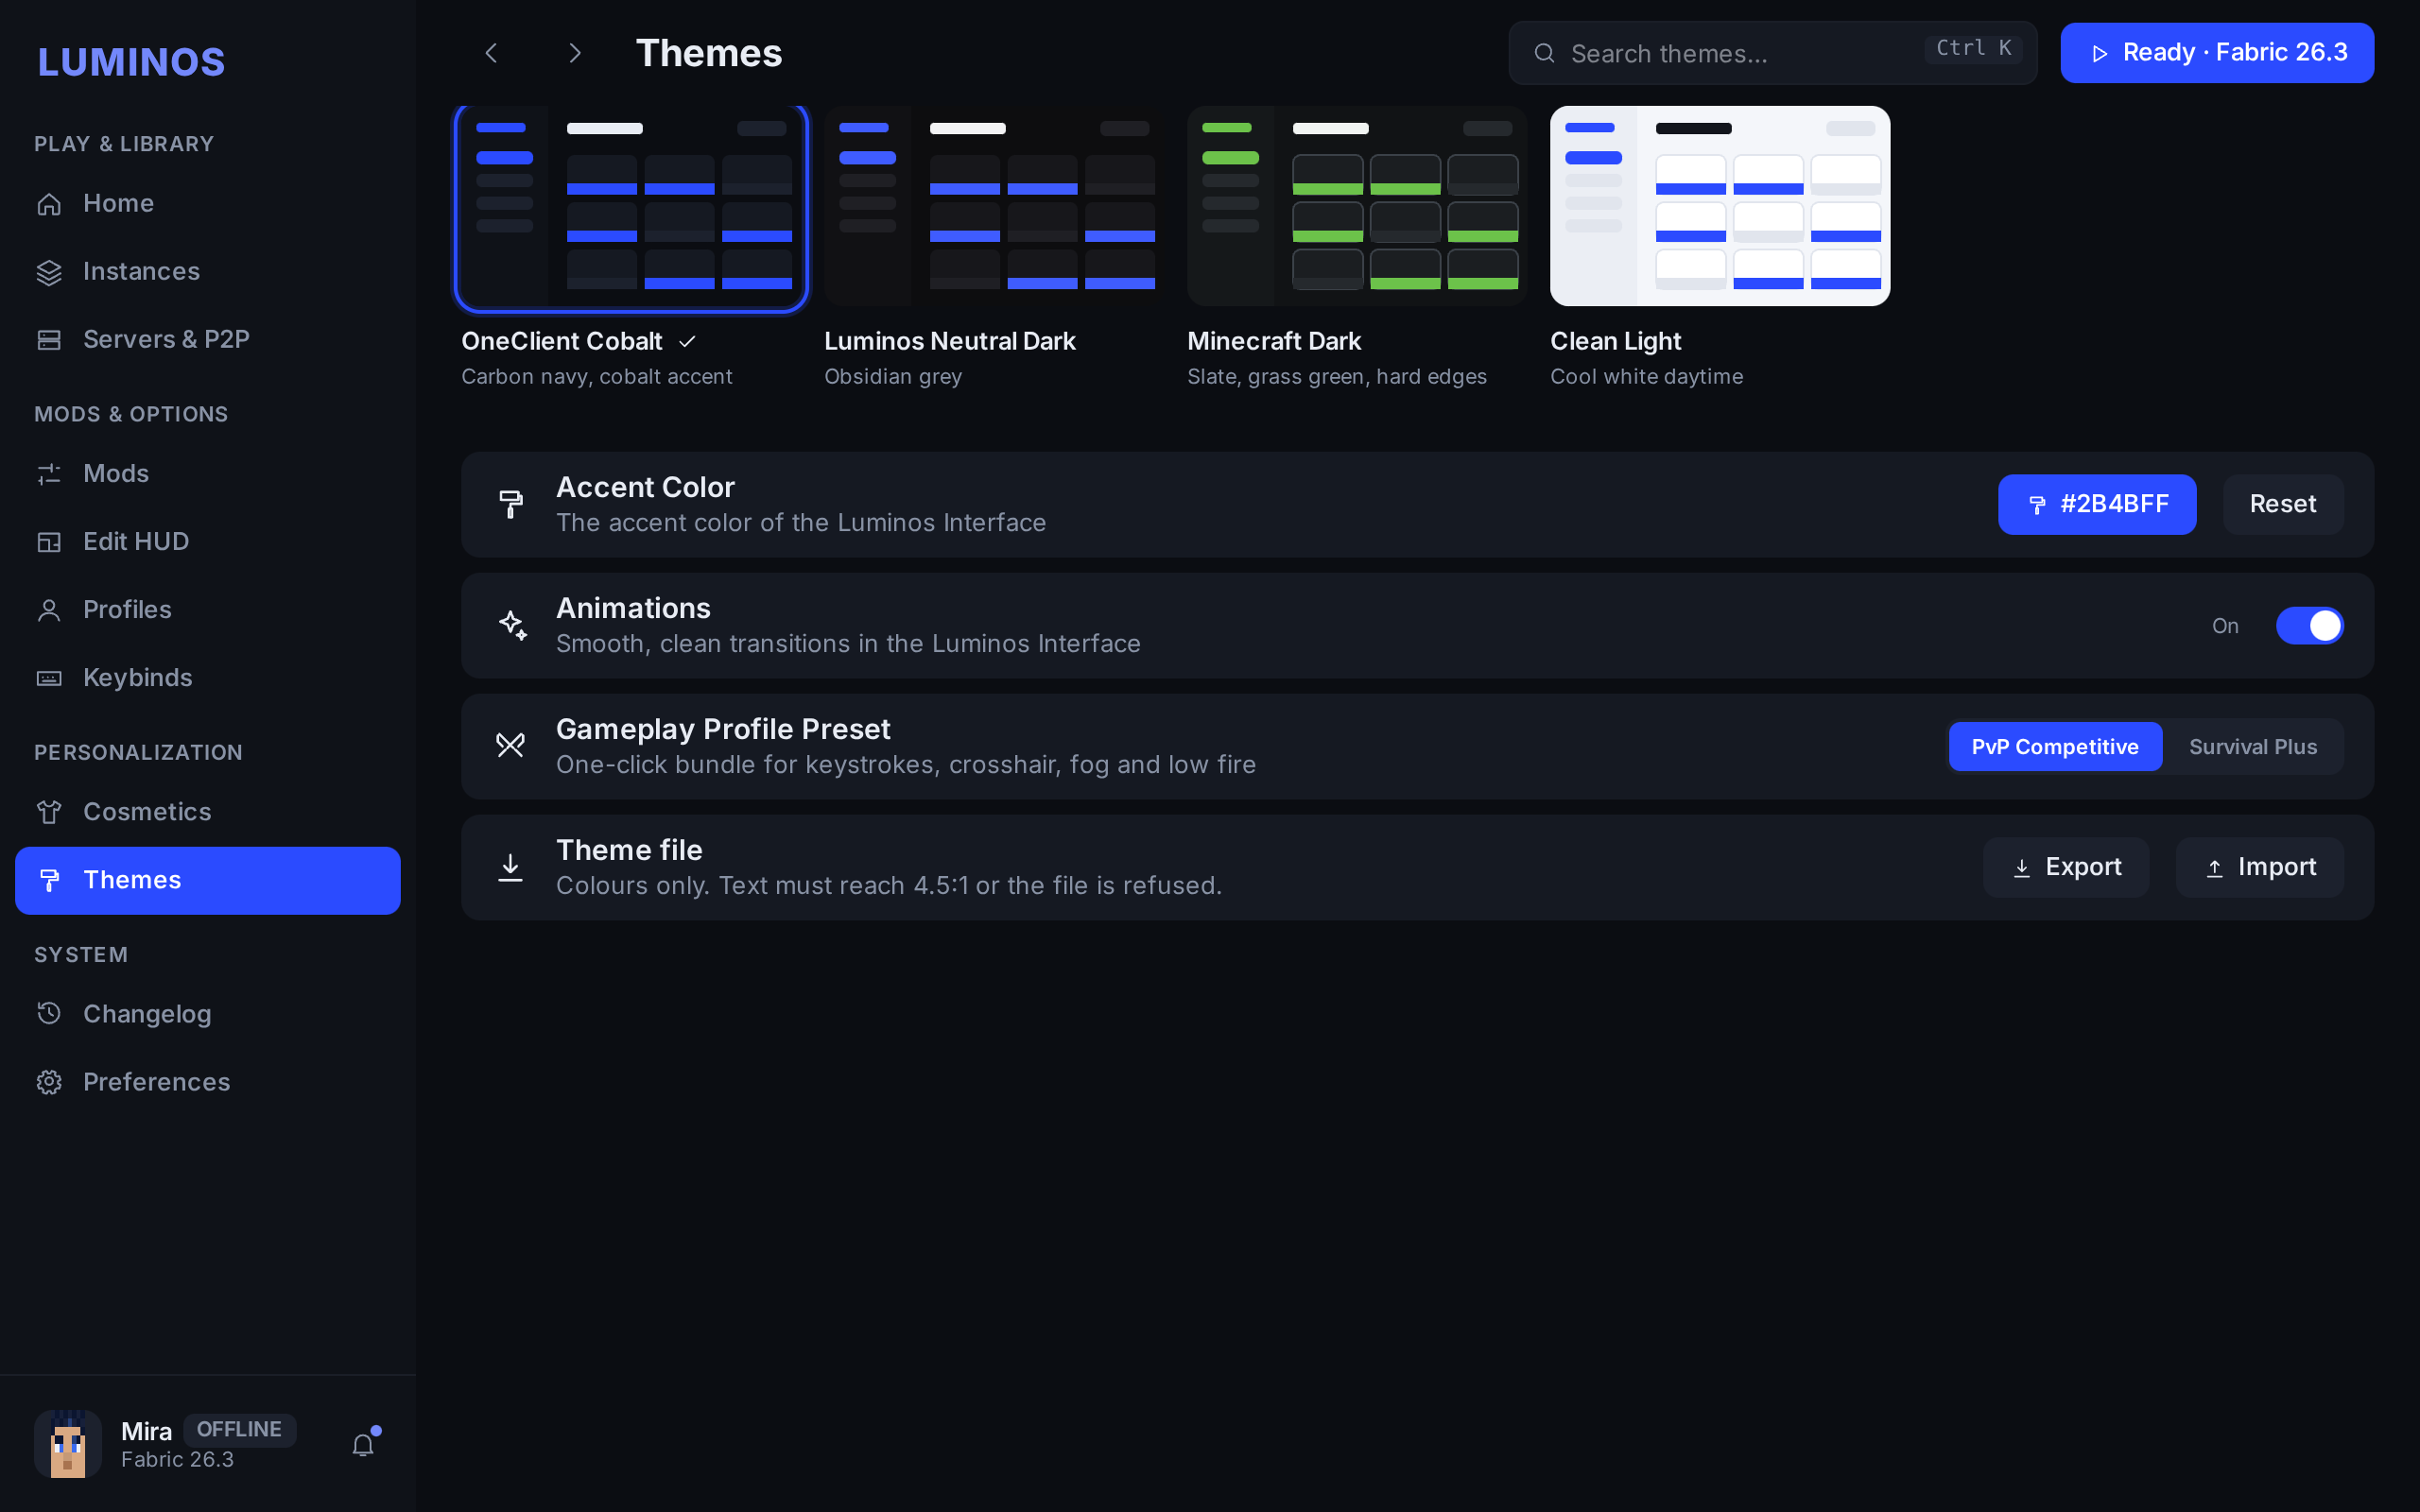 LUMINOS
PLAY & LIBRARY
Home
Instances
Servers & P2P
MODS & OPTIONS
Mods
Edit HUD
Profiles
Keybinds
PERSONALIZATION
Cosmetics
Themes
SYSTEM
Changelog
Preferences
Mira OFFLINE
Fabric 26.3
Themes
Search themes... Ctrl K
Ready · Fabric 26.3
OneClient Cobalt
Carbon navy, cobalt accent
Luminos Neutral Dark
Obsidian grey
Minecraft Dark
Slate, grass green, hard edges
Clean Light
Cool white daytime
Accent Color
The accent color of the Luminos Interface
#2B4BFF Reset
Animations
Smooth, clean transitions in the Luminos Interface
On
Gameplay Profile Preset
One-click bundle for keystrokes, crosshair, fog and low fire
PvP Competitive Survival Plus
Theme file
Colours only. Text must reach 4.5:1 or the file is refused.
Export Import